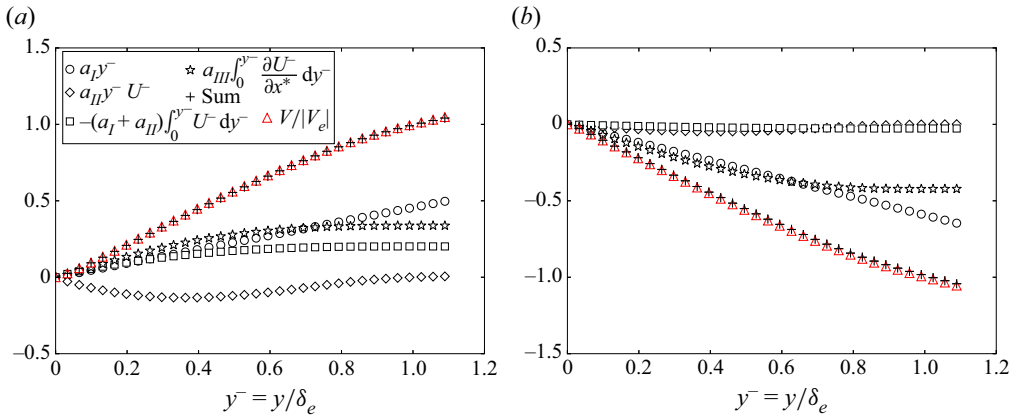 (a)
(b)
1.5
1.0
0.5
0
–0.5
○ a_I y⁻
◇ a_II y⁻ U⁻
□ –(a_I + a_II) ∫₀^{y⁻} U⁻ dy⁻
☆ a_III ∫₀^{y⁻} ∂U⁻/∂x* dy⁻
+ Sum
△ V/|V_e|
0 0.2 0.4 0.6 0.8 1.0 1.2
y⁻ = y/δ_e
0.5
0
–0.5
–1.0
–1.5
0 0.2 0.4 0.6 0.8 1.0 1.2
y⁻ = y/δ_e